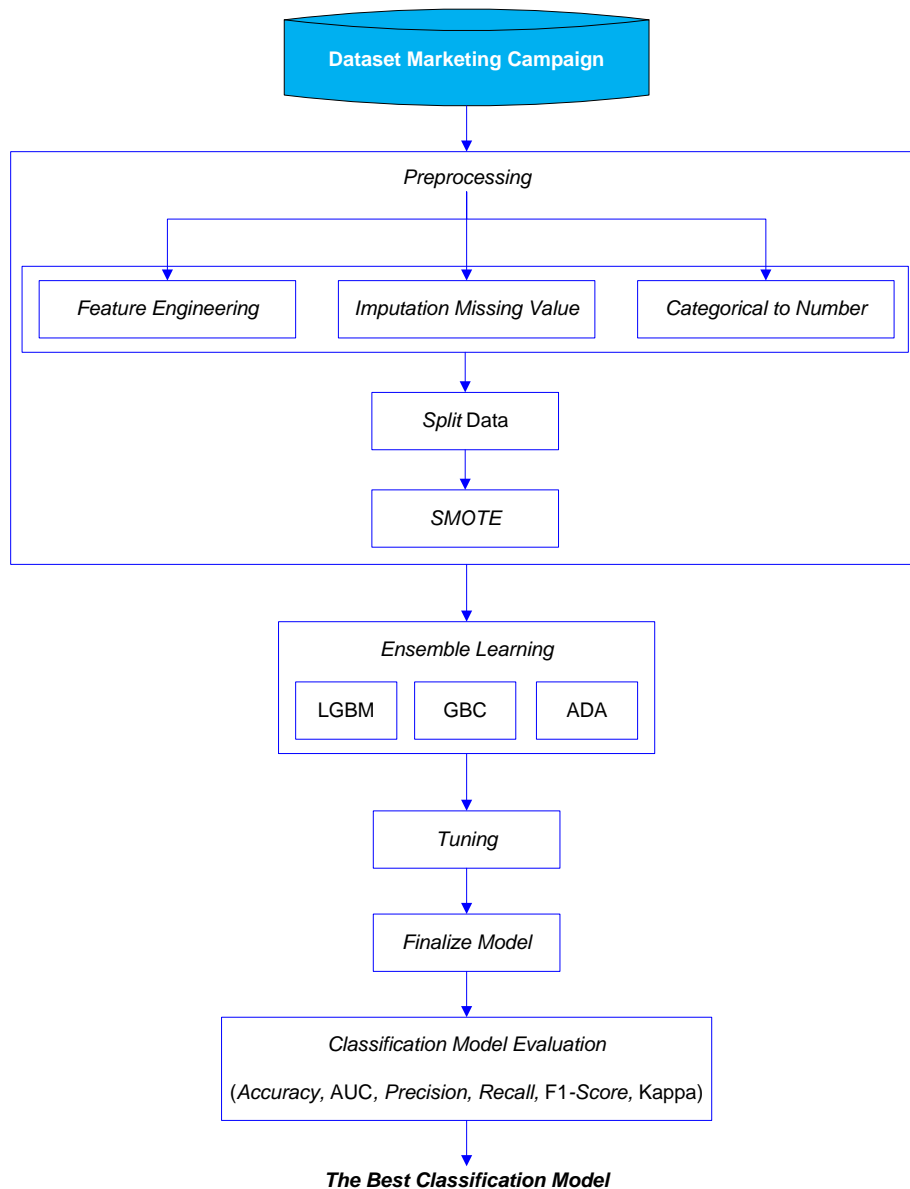 Dataset Marketing Campaign
Preprocessing
Feature Engineering
Imputation Missing Value
Categorical to Number
Split Data
SMOTE
Ensemble Learning
LGBM
GBC
ADA
Tuning
Finalize Model
Classification Model Evaluation
(Accuracy, AUC, Precision, Recall, F1-Score, Kappa)
The Best Classification Model